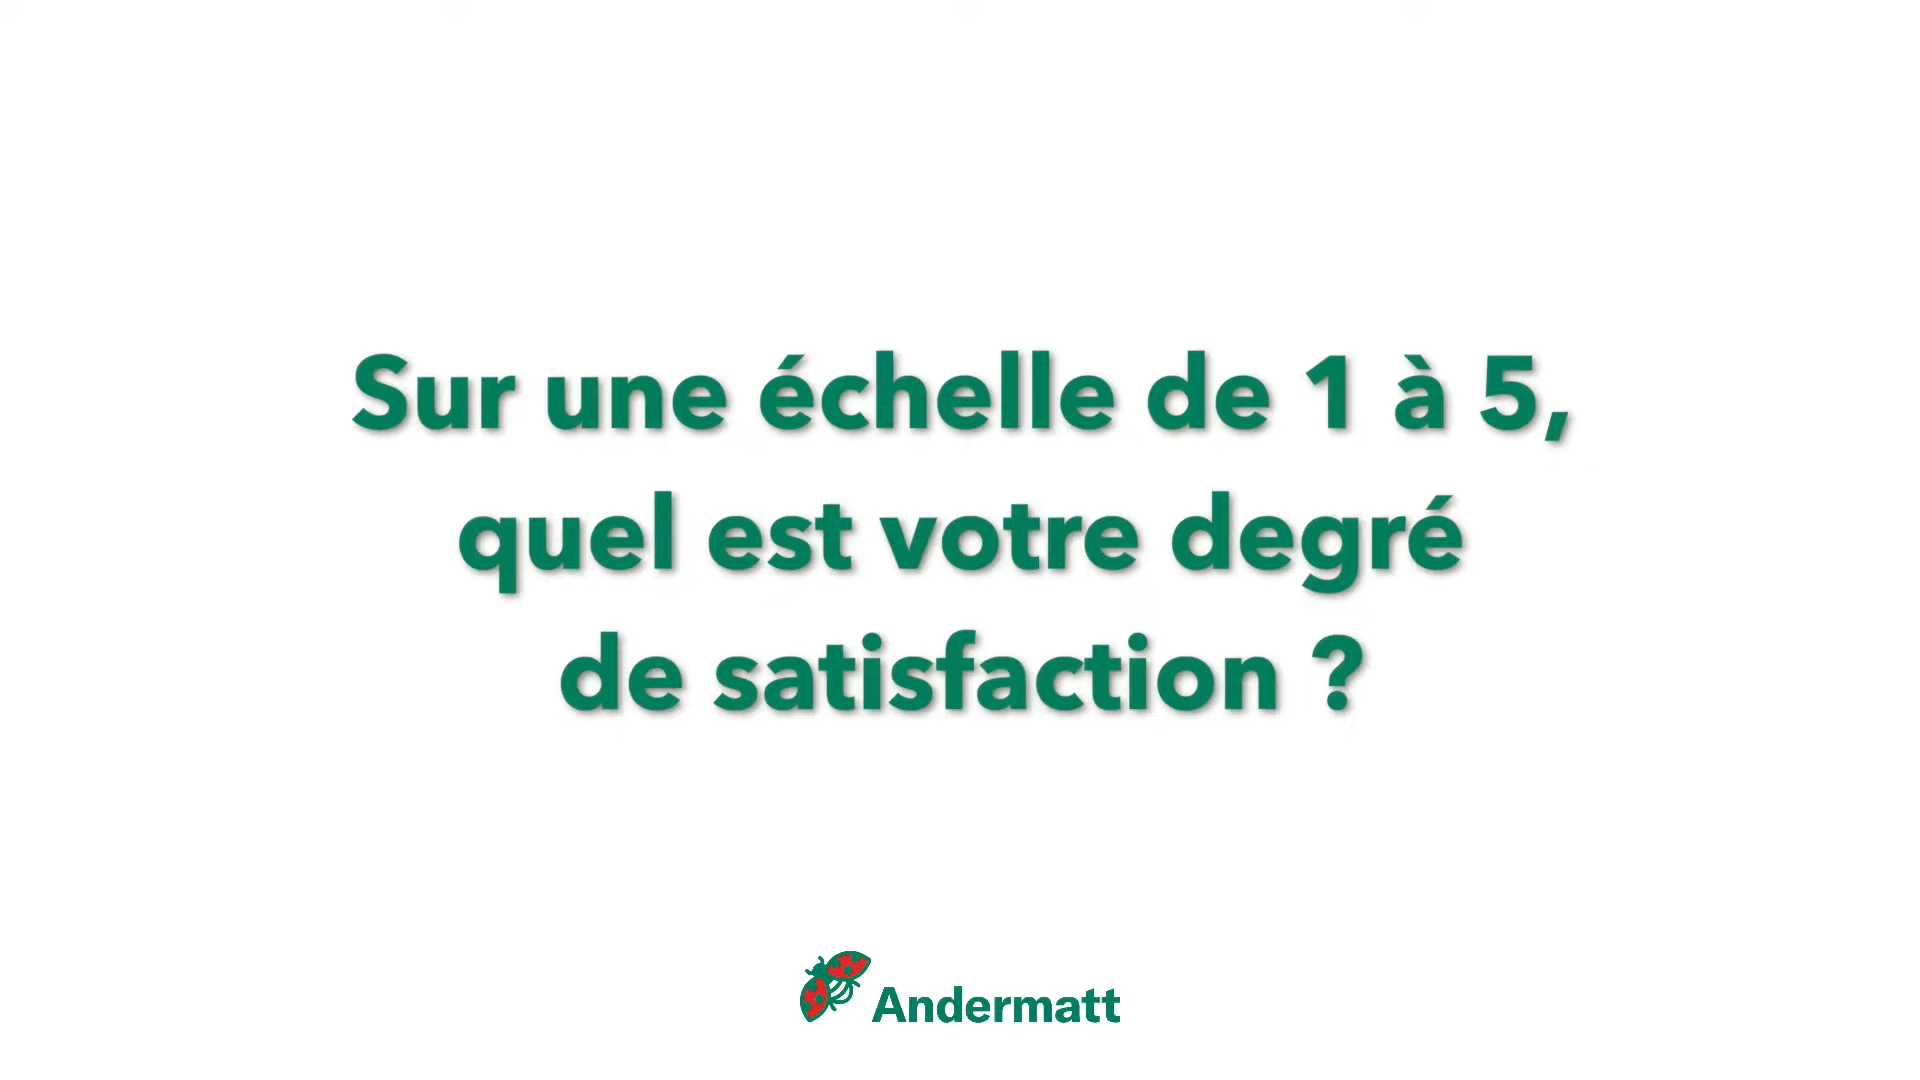 Sur une échelle de 1 à 5,
quel est votre degré
de satisfaction ?
Andermatt